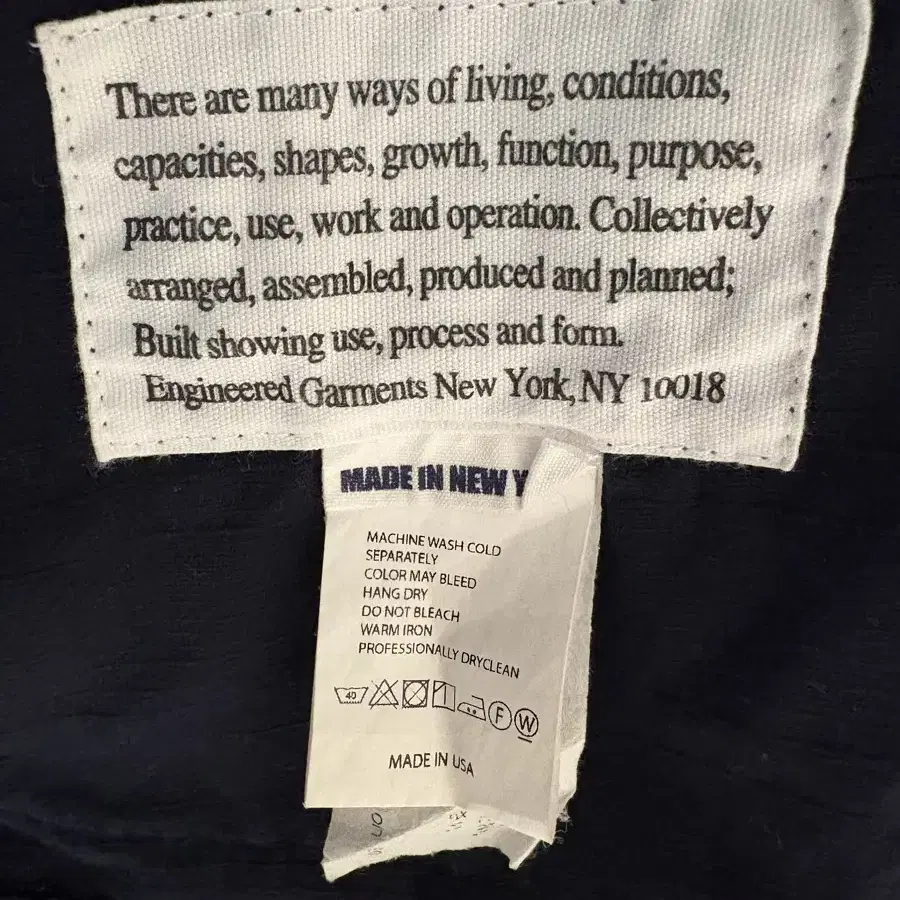 There are many ways of living, conditions,
capacities, shapes, growth, function, purpose,
practice, use, work and operation. Collectively
arranged, assembled, produced and planned;
Built showing use, process and form.
Engineered Garments New York, NY 10018
MADE IN NEW Y
MACHINE WASH COLD
SEPARATELY
COLOR MAY BLEED
HANG DRY
DO NOT BLEACH
WARM IRON
PROFESSIONALLY DRYCLEAN
40 F W
MADE IN USA